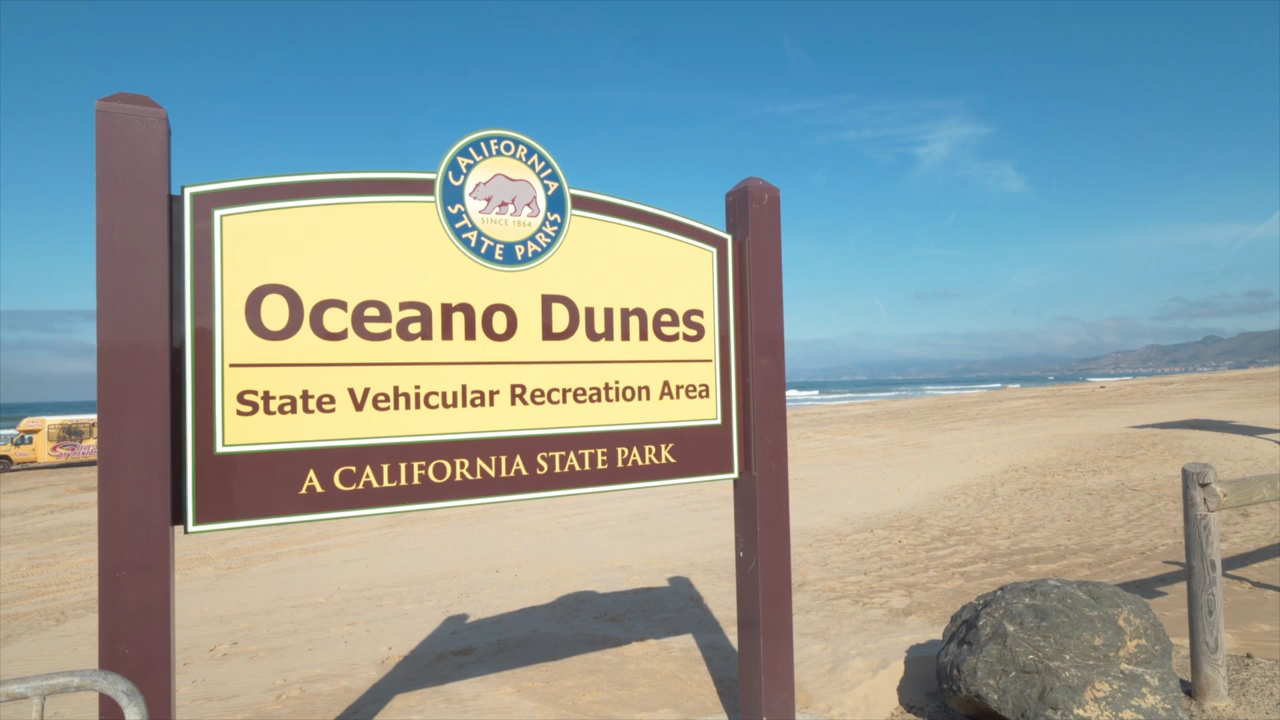 CALIFORNIA
SINCE 1864
STATE PARKS
Oceano Dunes
State Vehicular Recreation Area
A CALIFORNIA STATE PARK